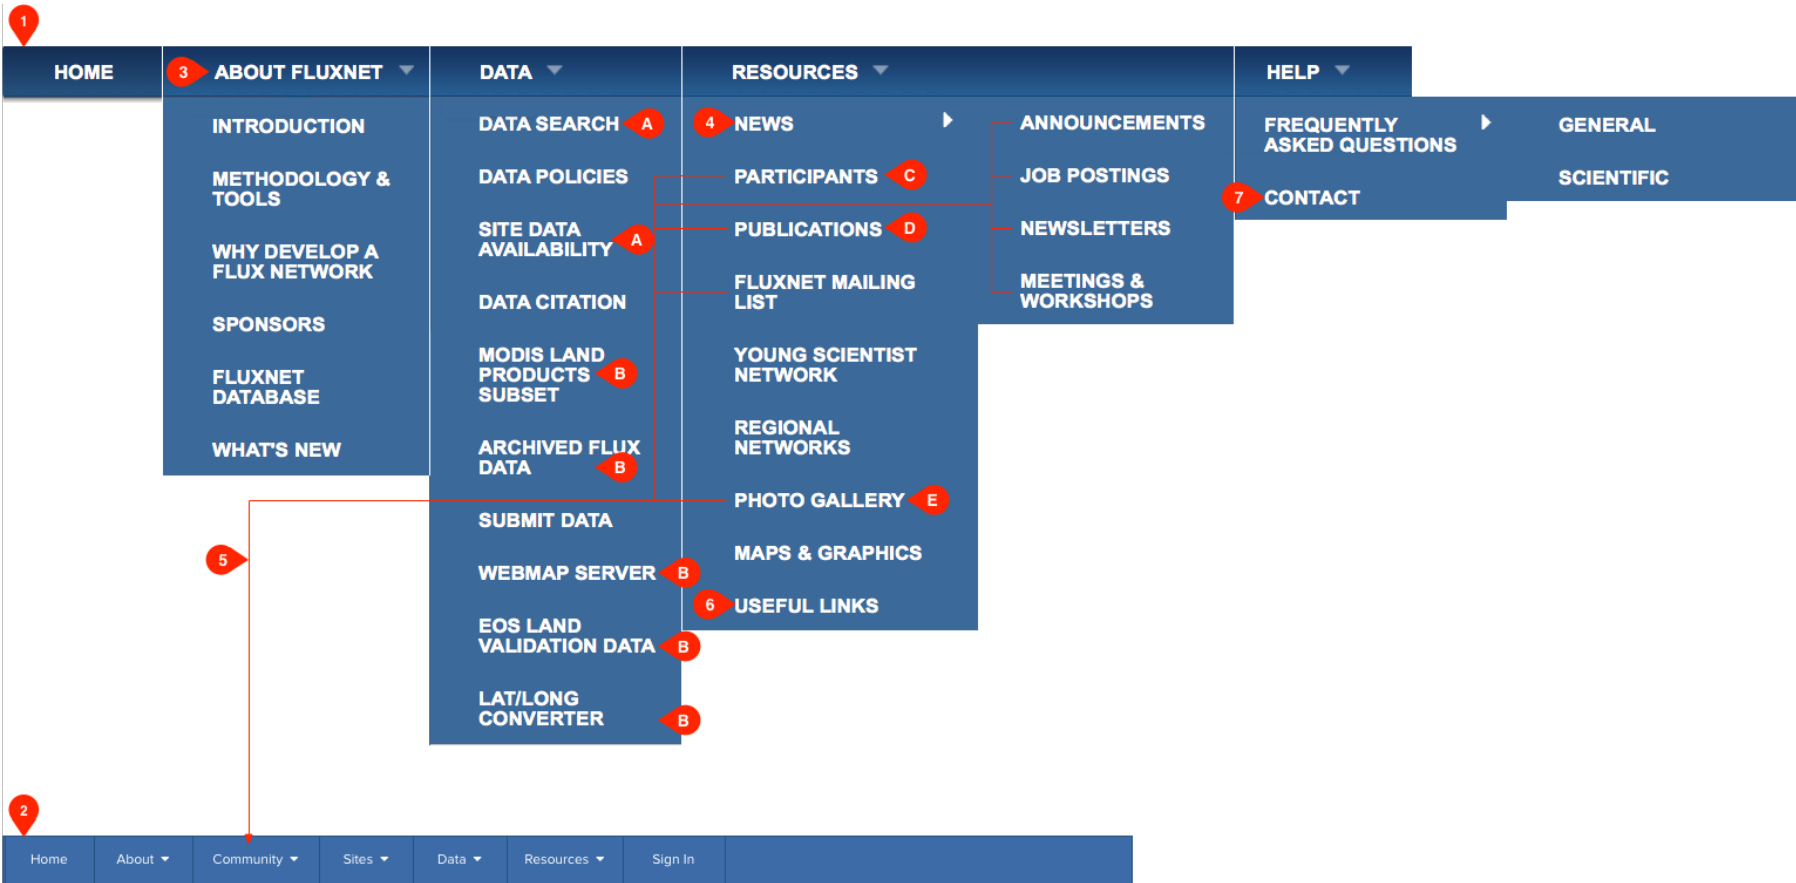 1
HOME
3
ABOUT FLUXNET
DATA
RESOURCES
HELP
INTRODUCTION
METHODOLOGY &
TOOLS
WHY DEVELOP A
FLUX NETWORK
SPONSORS
FLUXNET
DATABASE
WHAT'S NEW
DATA SEARCH
A
DATA POLICIES
SITE DATA
AVAILABILITY
A
DATA CITATION
MODIS LAND
PRODUCTS
B
SUBSET
ARCHIVED FLUX
DATA
B
SUBMIT DATA
WEBMAP SERVER
B
EOS LAND
VALIDATION DATA
B
LAT/LONG
CONVERTER
B
4
NEWS
PARTICIPANTS
C
PUBLICATIONS
D
FLUXNET MAILING
LIST
YOUNG SCIENTIST
NETWORK
REGIONAL
NETWORKS
PHOTO GALLERY
E
MAPS & GRAPHICS
6
USEFUL LINKS
ANNOUNCEMENTS
JOB POSTINGS
NEWSLETTERS
MEETINGS &
WORKSHOPS
FREQUENTLY
ASKED QUESTIONS
7
CONTACT
GENERAL
SCIENTIFIC
5
2
Home
About
Community
Sites
Data
Resources
Sign In